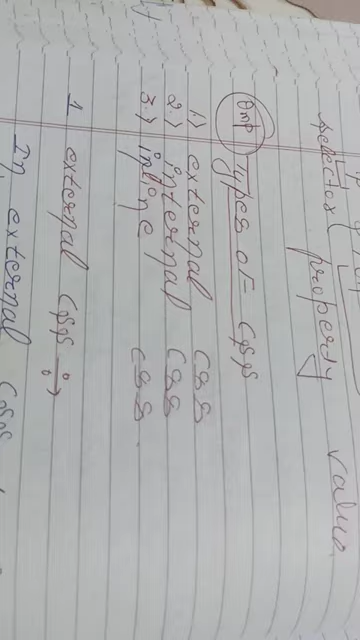 selector property value
Imp Types of CSS
1.) external CSS
2.) internal CSS
3.) inline CSS.
1 external CSS :→
In external CSS